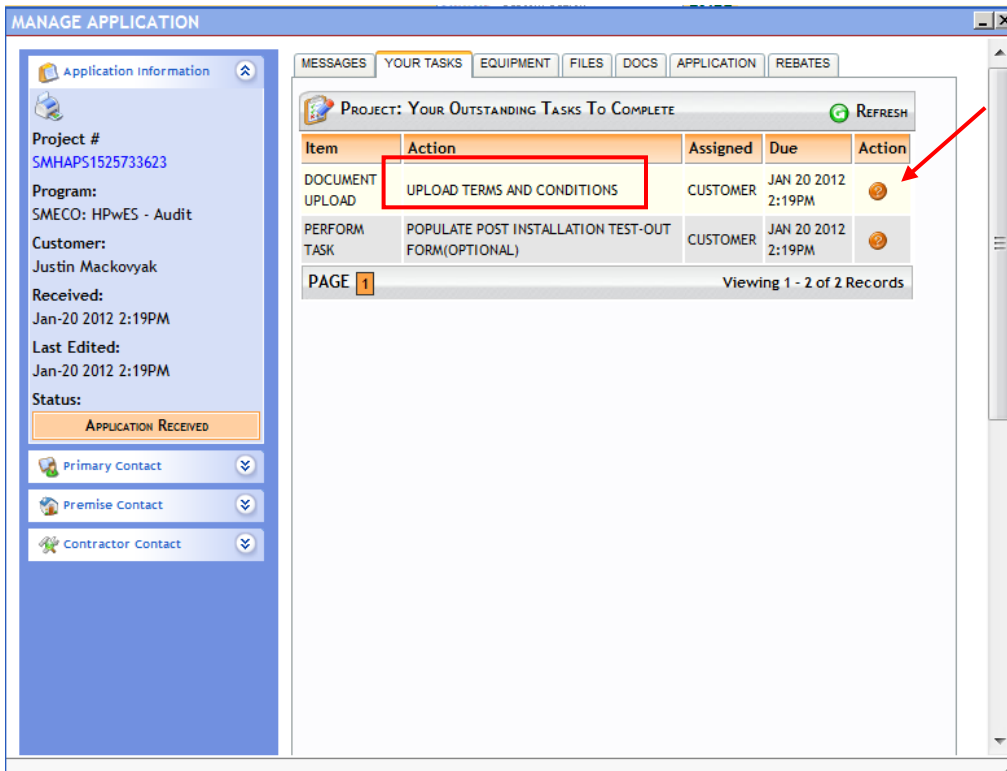 MANAGE APPLICATION
Application Information
Project #
SMHAPS1525733623
Program:
SMECO: HPwES - Audit
Customer:
Justin Mackovyak
Received:
Jan-20 2012 2:19PM
Last Edited:
Jan-20 2012 2:19PM
Status:
APPLICATION RECEIVED
Primary Contact
Premise Contact
Contractor Contact
MESSAGES YOUR TASKS EQUIPMENT FILES DOCS APPLICATION REBATES
PROJECT: YOUR OUTSTANDING TASKS TO COMPLETE REFRESH
Item Action Assigned Due Action
DOCUMENT UPLOAD TERMS AND CONDITIONS CUSTOMER JAN 20 2012
UPLOAD 2:19PM
PERFORM POPULATE POST INSTALLATION TEST-OUT CUSTOMER JAN 20 2012
TASK FORM(OPTIONAL) 2:19PM
PAGE 1 Viewing 1 - 2 of 2 Records